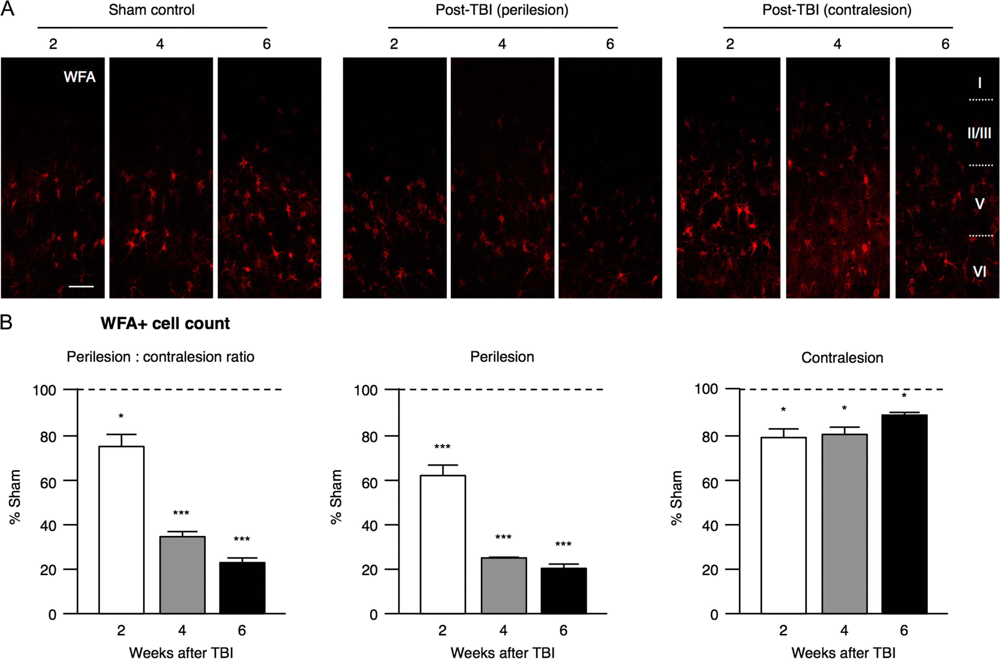 A
Sham control
Post-TBI (perilesion)
Post-TBI (contralesion)
2 4 6 2 4 6 2 4 6
WFA
I
II/III
V
VI
B
WFA+ cell count
Perilesion : contralesion ratio
% Sham
100
80
60
40
20
0
*
***
***
2 4 6
Weeks after TBI
Perilesion
% Sham
100
80
60
40
20
0
***
***
***
2 4 6
Weeks after TBI
Contralesion
% Sham
100
80
60
40
20
0
*
*
*
2 4 6
Weeks after TBI